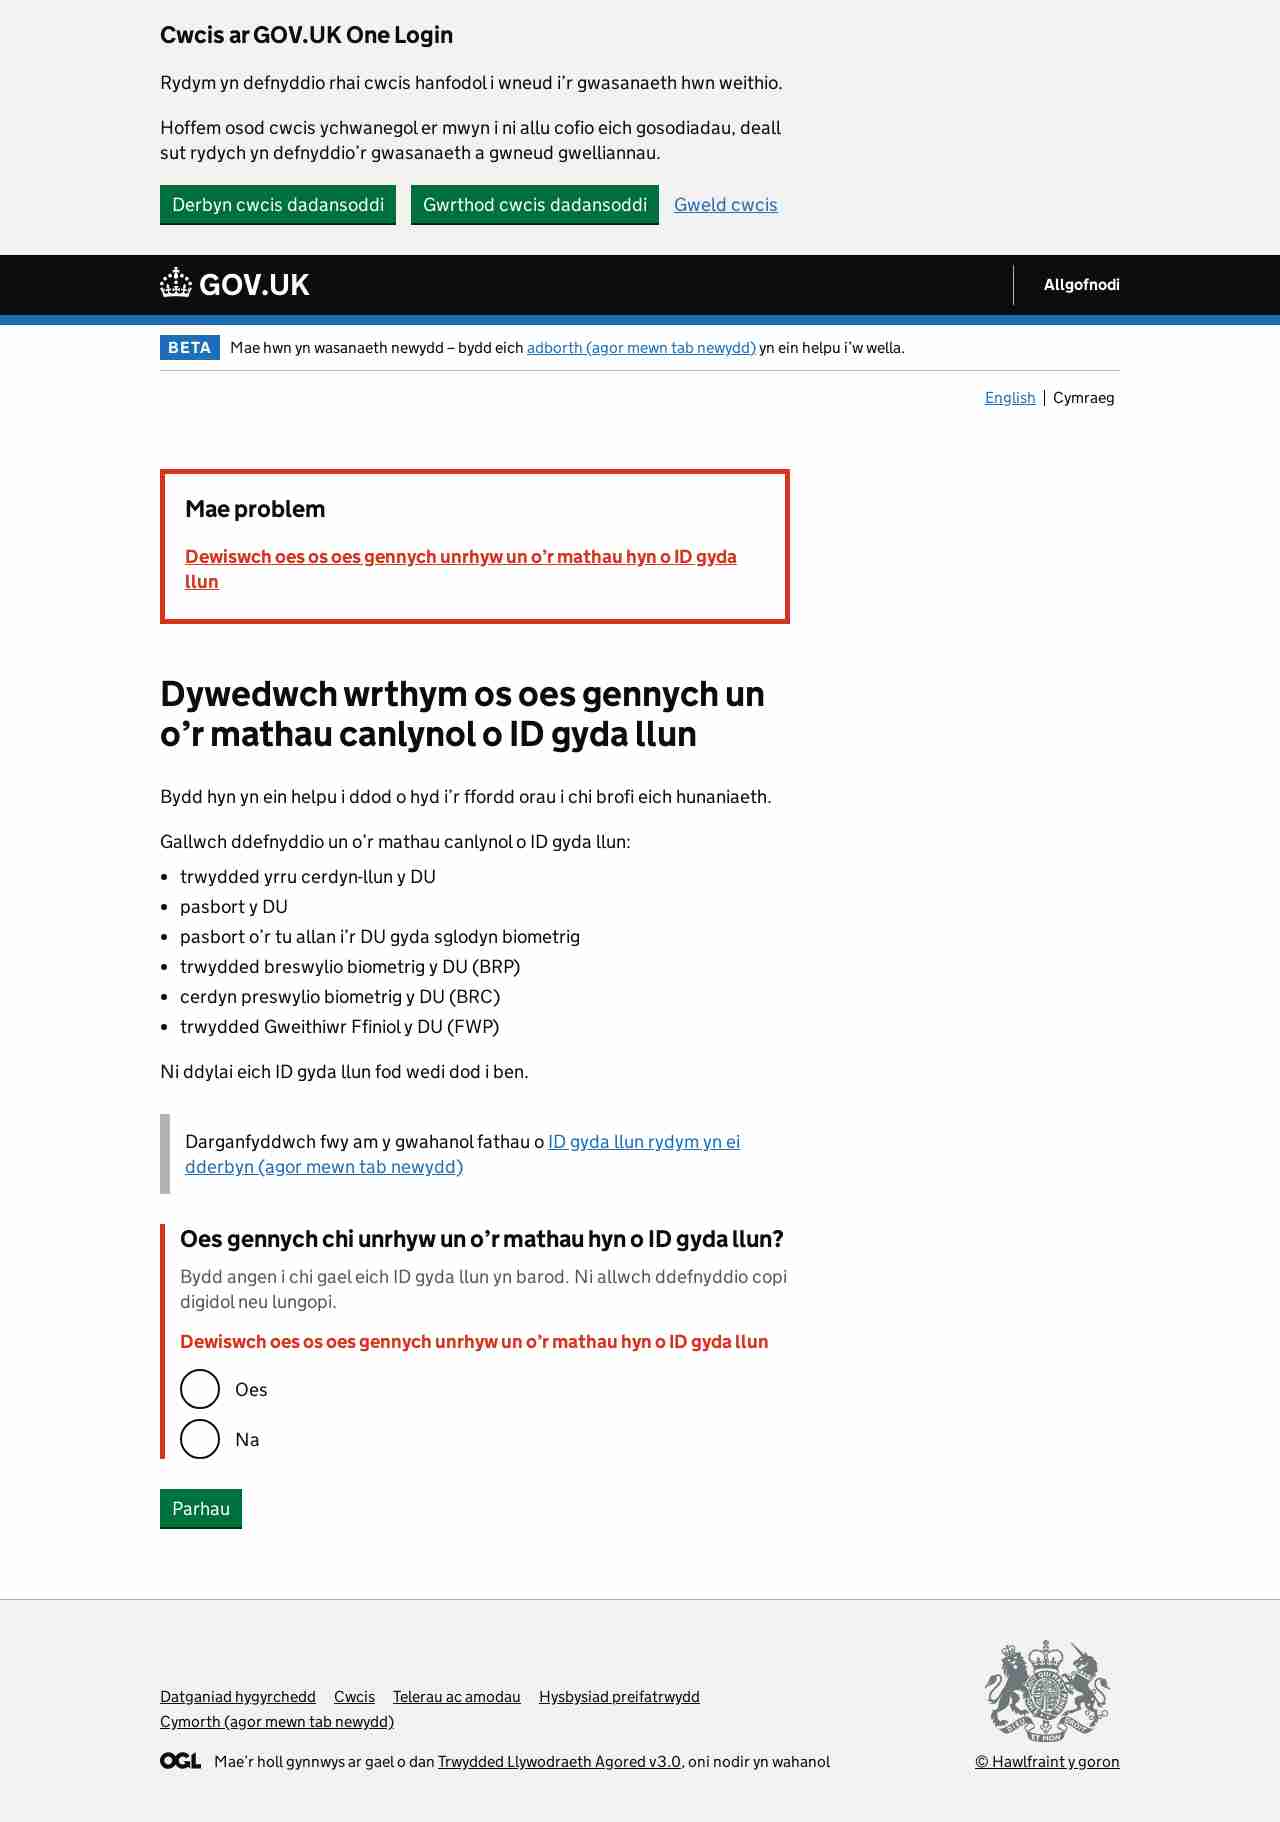 Cwcis ar GOV.UK One Login
Rydym yn defnyddio rhai cwcis hanfodol i wneud i’r gwasanaeth hwn weithio.
Hoffem osod cwcis ychwanegol er mwyn i ni allu cofio eich gosodiadau, deall
sut rydych yn defnyddio’r gwasanaeth a gwneud gwelliannau.
Derbyn cwcis dadansoddi Gwrthod cwcis dadansoddi Gweld cwcis
GOV.UK Allgofnodi
BETA Mae hwn yn wasanaeth newydd – bydd eich adborth (agor mewn tab newydd) yn ein helpu i’w wella.
English Cymraeg
Mae problem
Dewiswch oes os oes gennych unrhyw un o’r mathau hyn o ID gyda
llun
Dywedwch wrthym os oes gennych un
o’r mathau canlynol o ID gyda llun
Bydd hyn yn ein helpu i ddod o hyd i’r ffordd orau i chi brofi eich hunaniaeth.
Gallwch ddefnyddio un o’r mathau canlynol o ID gyda llun:
• trwydded yrru cerdyn-llun y DU
• pasbort y DU
• pasbort o’r tu allan i’r DU gyda sglodyn biometrig
• trwydded breswylio biometrig y DU (BRP)
• cerdyn preswylio biometrig y DU (BRC)
• trwydded Gweithiwr Ffiniol y DU (FWP)
Ni ddylai eich ID gyda llun fod wedi dod i ben.
Darganfyddwch fwy am y gwahanol fathau o ID gyda llun rydym yn ei
dderbyn (agor mewn tab newydd)
Oes gennych chi unrhyw un o’r mathau hyn o ID gyda llun?
Bydd angen i chi gael eich ID gyda llun yn barod. Ni allwch ddefnyddio copi
digidol neu lungopi.
Dewiswch oes os oes gennych unrhyw un o’r mathau hyn o ID gyda llun
Oes
Na
Parhau
Datganiad hygyrchedd Cwcis Telerau ac amodau Hysbysiad preifatrwydd
Cymorth (agor mewn tab newydd)
OGL Mae’r holl gynnwys ar gael o dan Trwydded Llywodraeth Agored v3.0, oni nodir yn wahanol
© Hawlfraint y goron